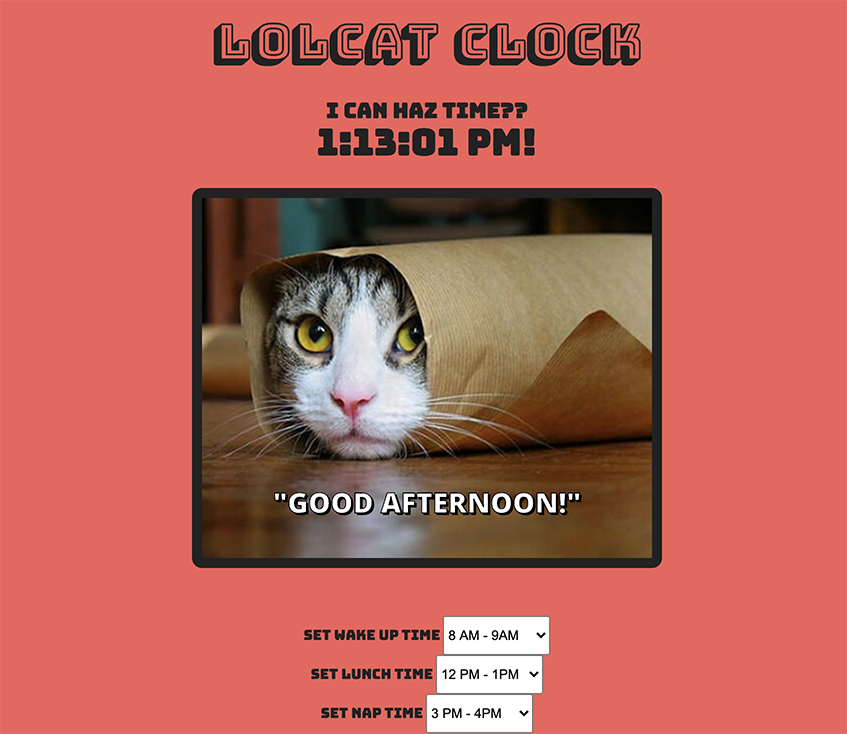 LOLCAT CLOCK
I CAN HAZ TIME??
1:13:01 PM!
"GOOD AFTERNOON!"
SET WAKE UP TIME 8 AM - 9AM
SET LUNCH TIME 12 PM - 1PM
SET NAP TIME 3 PM - 4PM